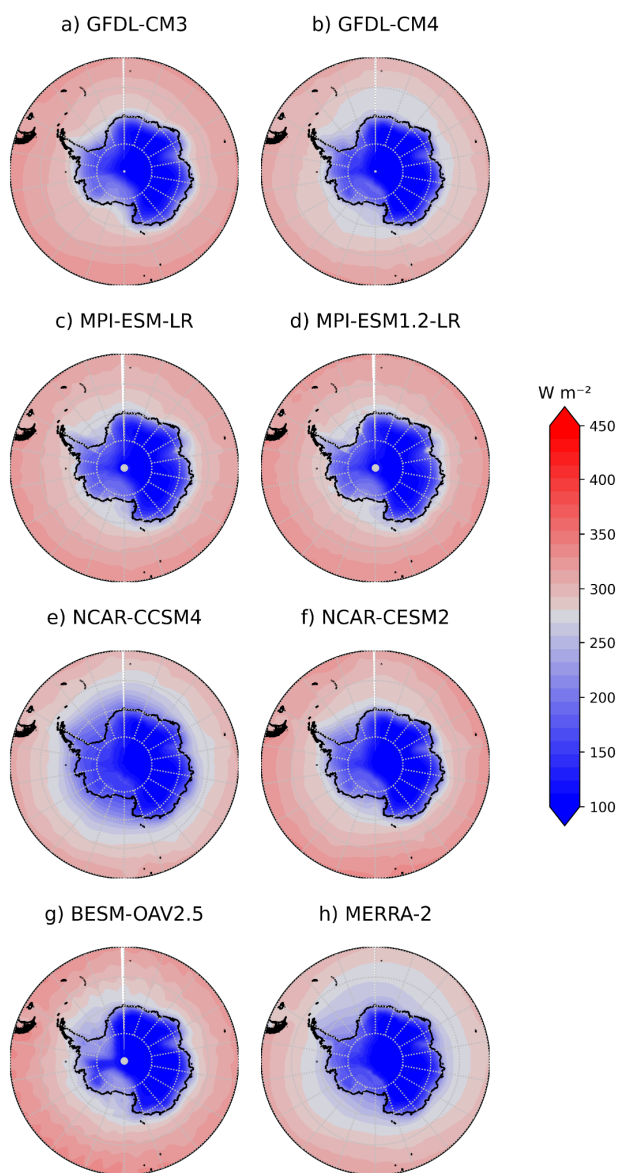 a) GFDL-CM3
b) GFDL-CM4
c) MPI-ESM-LR
d) MPI-ESM1.2-LR
W m⁻²
450
400
350
300
250
200
150
100
e) NCAR-CCSM4
f) NCAR-CESM2
g) BESM-OAV2.5
h) MERRA-2